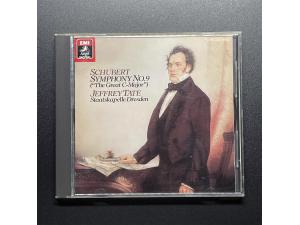 EMI
SCHUBERT
SYMPHONY NO.9
("The Great C-Major")
JEFFREY TATE
Staatskapelle Dresden